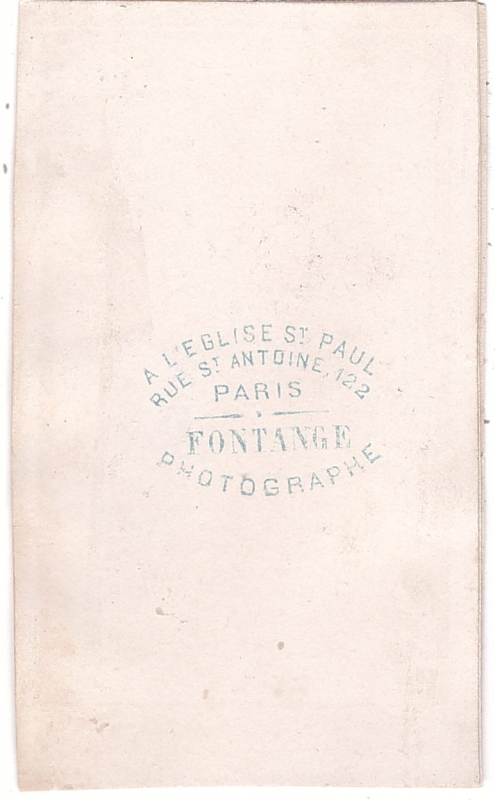 A L'EGLISE ST PAUL
RUE ST ANTOINE, 122
PARIS
FONTANGE
PHOTOGRAPHE